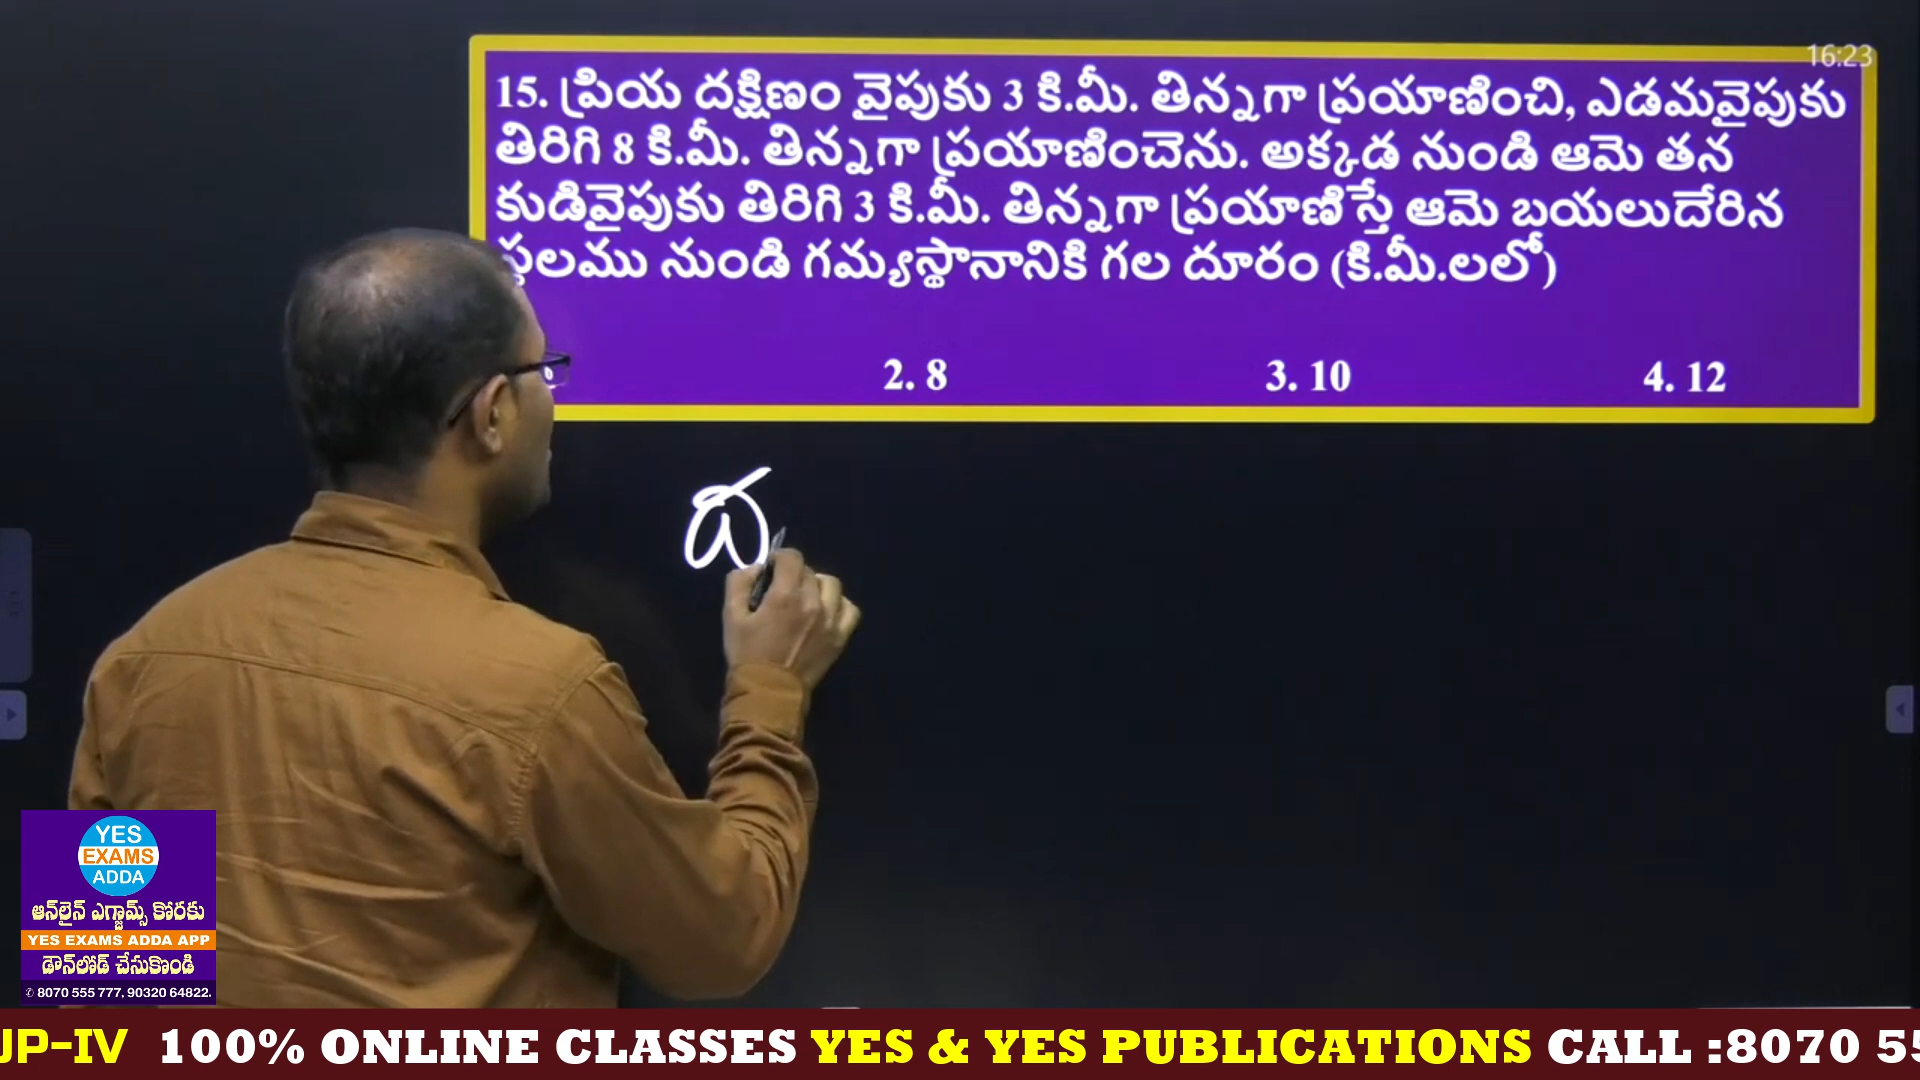 16:23
15. ప్రియ దక్షిణం వైపుకు 3 కి.మీ. తిన్నగా ప్రయాణించి, ఎడమవైపుకు
తిరిగి 8 కి.మీ. తిన్నగా ప్రయాణించెను. అక్కడ నుండి ఆమె తన
కుడివైపుకు తిరిగి 3 కి.మీ. తిన్నగా ప్రయాణిస్తే ఆమె బయలుదేరిన
స్థలము నుండి గమ్యస్థానానికి గల దూరం (కి.మీ.లలో)
2. 8 3. 10 4. 12
ద
YES
EXAMS
ADDA
ఆన్‌లైన్ ఎగ్జామ్స్ కోరకు
YES EXAMS ADDA APP
డౌన్‌లోడ్ చేసుకొండి
✆ 8070 555 777, 90320 64822.
JP-IV 100% ONLINE CLASSES YES & YES PUBLICATIONS CALL :8070 55